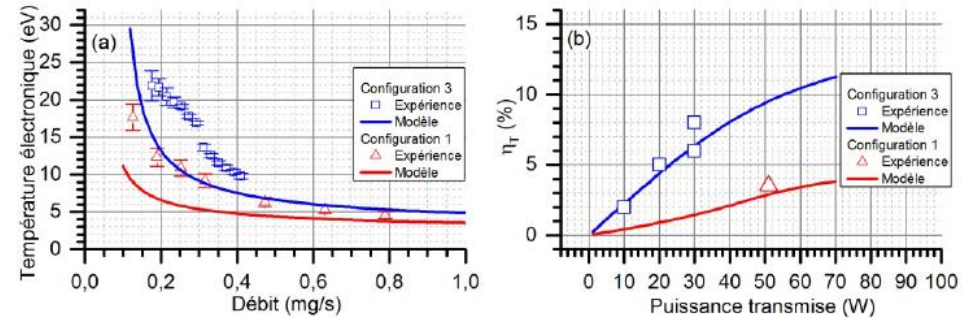 Température électronique (eV)
30
25
20
15
10
5
0
(a)
Configuration 3
Expérience
Modèle
Configuration 1
Expérience
Modèle
0,0 0,2 0,4 0,6 0,8 1,0
Débit (mg/s)
η_T (%)
15
10
5
0
(b)
Configuration 3
Expérience
Modèle
Configuration 1
Expérience
Modèle
0 10 20 30 40 50 60 70 80 90 100
Puissance transmise (W)